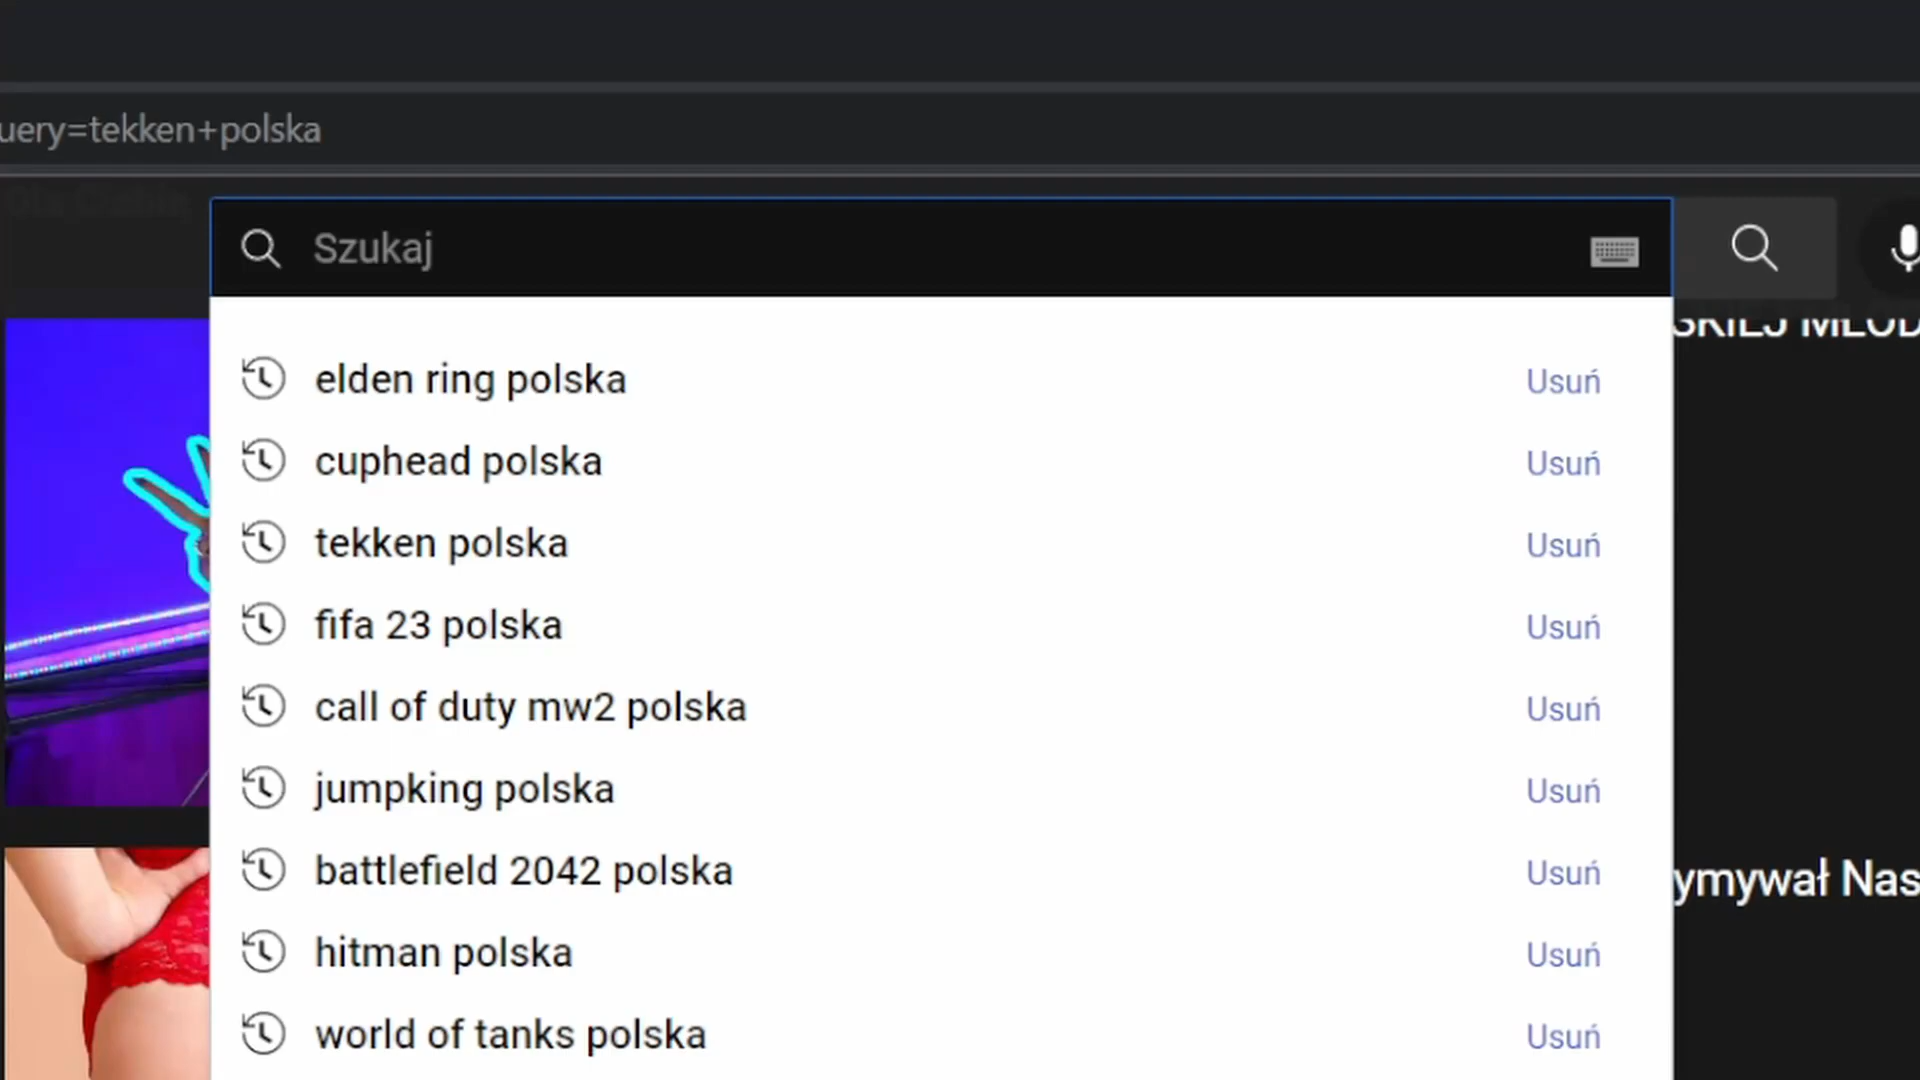 uery=tekken+polska
Szukaj
elden ring polska Usuń
cuphead polska Usuń
tekken polska Usuń
fifa 23 polska Usuń
call of duty mw2 polska Usuń
jumpking polska Usuń
battlefield 2042 polska Usuń
ymywał Nas
hitman polska Usuń
world of tanks polska Usuń